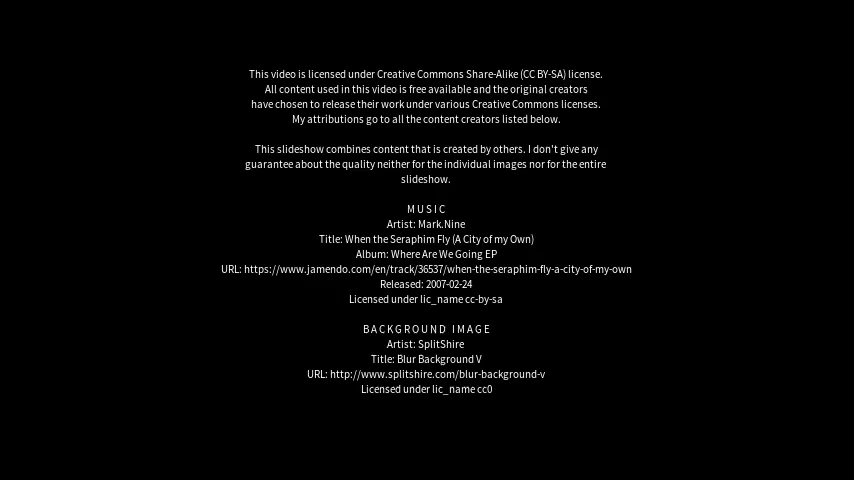 This video is licensed under Creative Commons Share-Alike (CC BY-SA) license.
All content used in this video is free available and the original creators
have chosen to release their work under various Creative Commons licenses.
My attributions go to all the content creators listed below.
This slideshow combines content that is created by others. I don't give any
guarantee about the quality neither for the individual images nor for the entire
slideshow.
MUSIC
Artist: Mark.Nine
Title: When the Seraphim Fly (A City of my Own)
Album: Where Are We Going EP
URL: https://www.jamendo.com/en/track/36537/when-the-seraphim-fly-a-city-of-my-own
Released: 2007-02-24
Licensed under lic_name cc-by-sa
BACKGROUND IMAGE
Artist: SplitShire
Title: Blur Background V
URL: http://www.splitshire.com/blur-background-v
Licensed under lic_name cc0